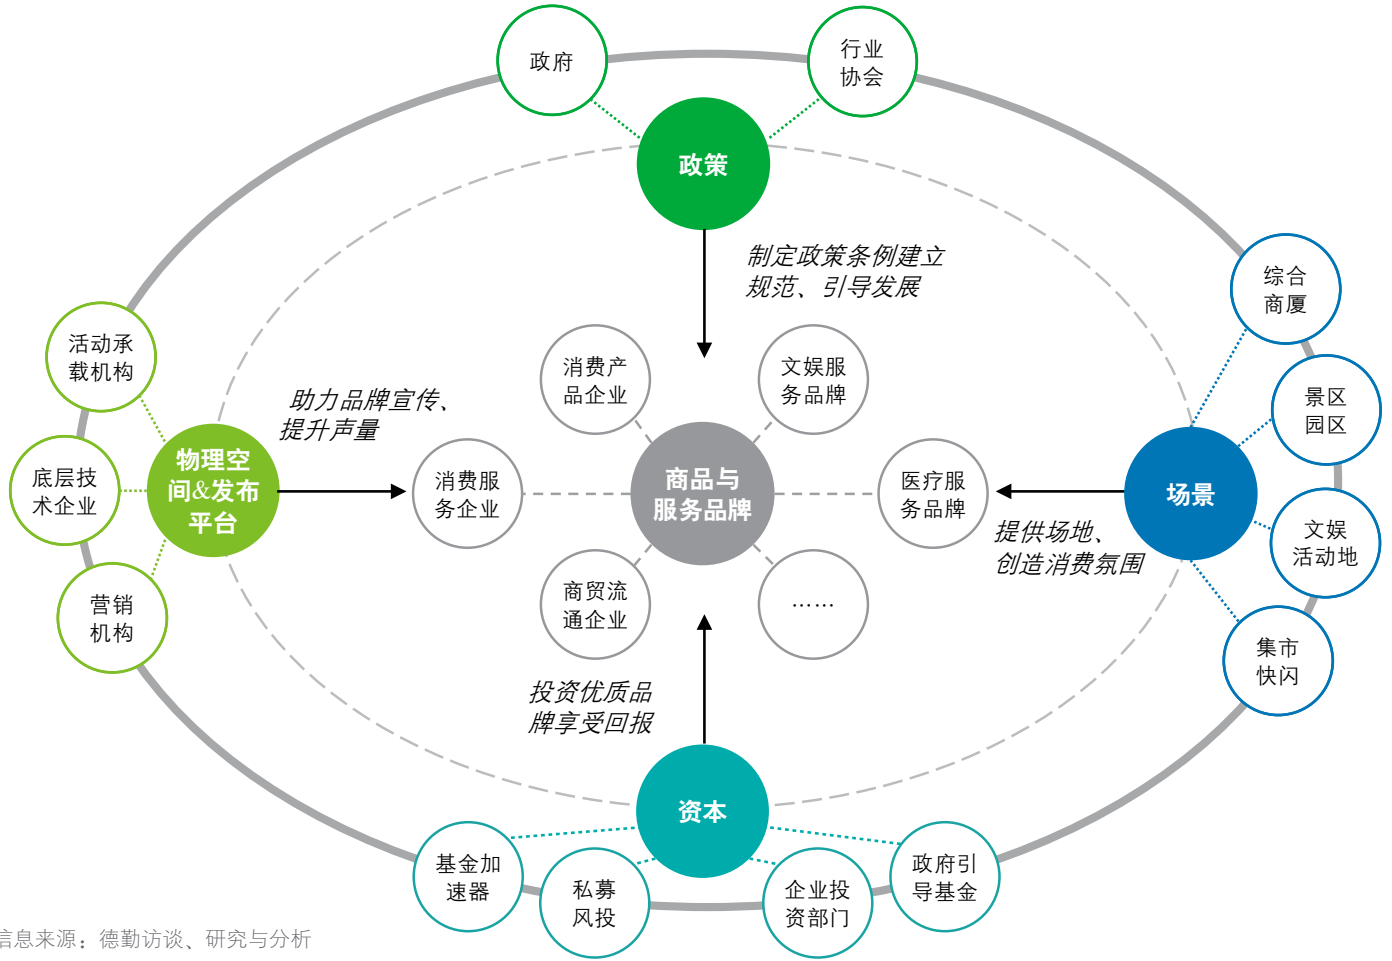 政府
行业
协会
政策
制定政策条例建立
规范、引导发展
综合
商厦
活动承
载机构
消费产
品企业
文娱服
务品牌
景区
园区
助力品牌宣传、
提升声量
底层技
术企业
物理空
间&发布
平台
消费服
务企业
商品与
服务品牌
医疗服
务品牌
场景
提供场地、
创造消费氛围
文娱
活动地
营销
机构
商贸流
通企业
……
集市
快闪
投资优质品
牌享受回报
资本
基金加
速器
私募
风投
企业投
资部门
政府引
导基金
信息来源：德勤访谈、研究与分析